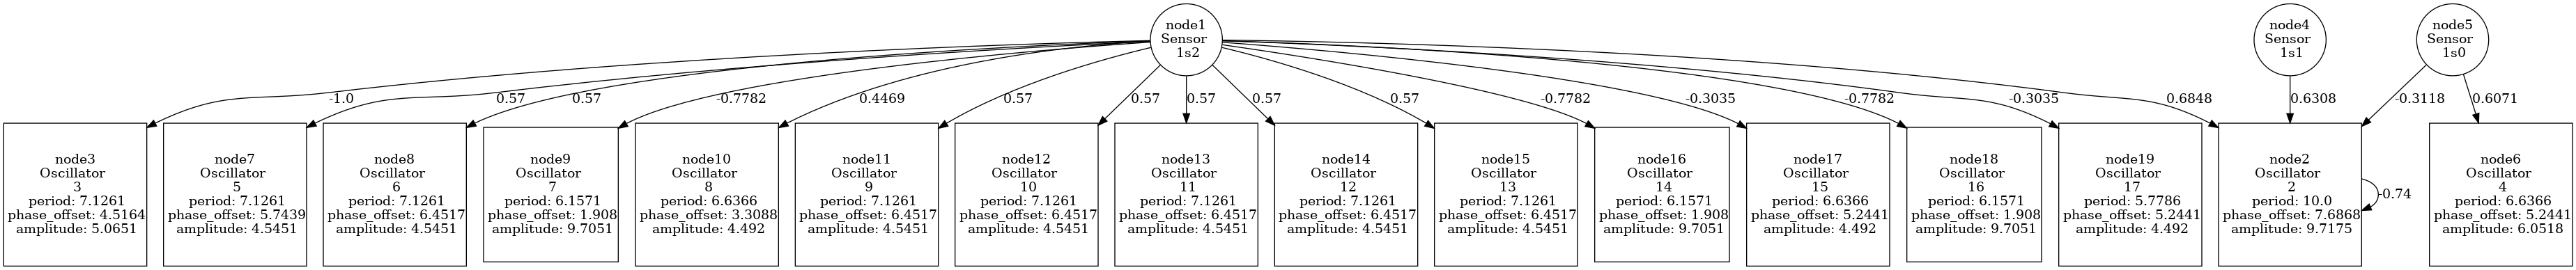 node1
Sensor
1s2
node4
Sensor
1s1
node5
Sensor
1s0
-1.0
0.57
0.57
-0.7782
0.4469
0.57
0.57
0.57
0.57
0.57
-0.7782
-0.3035
-0.7782
-0.3035
0.6848
0.6308
-0.3118
0.6071
node3
Oscillator
3
period: 7.1261
phase_offset: 4.5164
amplitude: 5.0651
node7
Oscillator
5
period: 7.1261
phase_offset: 5.7439
amplitude: 4.5451
node8
Oscillator
6
period: 7.1261
phase_offset: 6.4517
amplitude: 4.5451
node9
Oscillator
7
period: 6.1571
phase_offset: 1.908
amplitude: 9.7051
node10
Oscillator
8
period: 6.6366
phase_offset: 3.3088
amplitude: 4.492
node11
Oscillator
9
period: 7.1261
phase_offset: 6.4517
amplitude: 4.5451
node12
Oscillator
10
period: 7.1261
phase_offset: 6.4517
amplitude: 4.5451
node13
Oscillator
11
period: 7.1261
phase_offset: 6.4517
amplitude: 4.5451
node14
Oscillator
12
period: 7.1261
phase_offset: 6.4517
amplitude: 4.5451
node15
Oscillator
13
period: 7.1261
phase_offset: 6.4517
amplitude: 4.5451
node16
Oscillator
14
period: 6.1571
phase_offset: 1.908
amplitude: 9.7051
node17
Oscillator
15
period: 6.6366
phase_offset: 5.2441
amplitude: 4.492
node18
Oscillator
16
period: 6.1571
phase_offset: 1.908
amplitude: 9.7051
node19
Oscillator
17
period: 5.7786
phase_offset: 5.2441
amplitude: 4.492
node2
Oscillator
2
period: 10.0
phase_offset: 7.6868
amplitude: 9.7175
-0.74
node6
Oscillator
4
period: 6.6366
phase_offset: 5.2441
amplitude: 6.0518